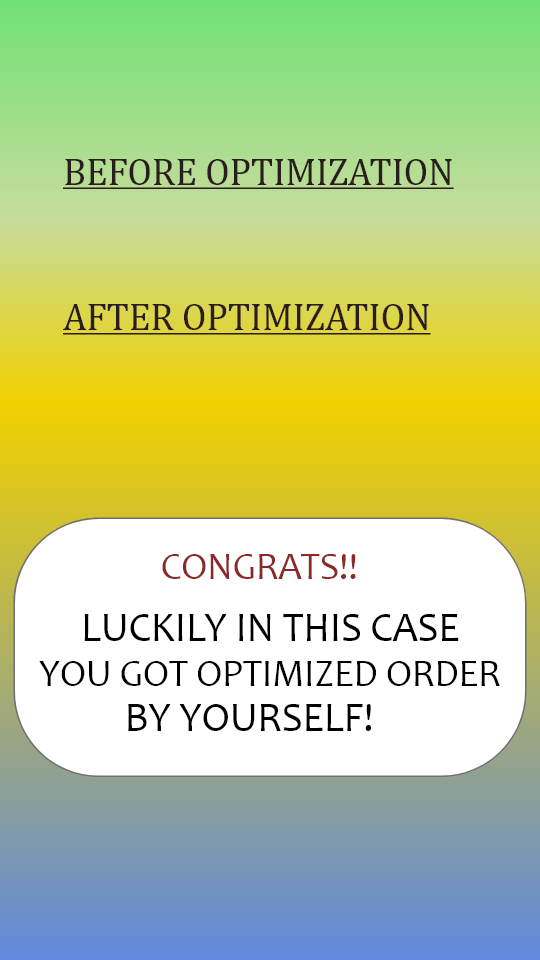 BEFORE OPTIMIZATION
AFTER OPTIMIZATION
CONGRATS!!
LUCKILY IN THIS CASE
YOU GOT OPTIMIZED ORDER
BY YOURSELF!